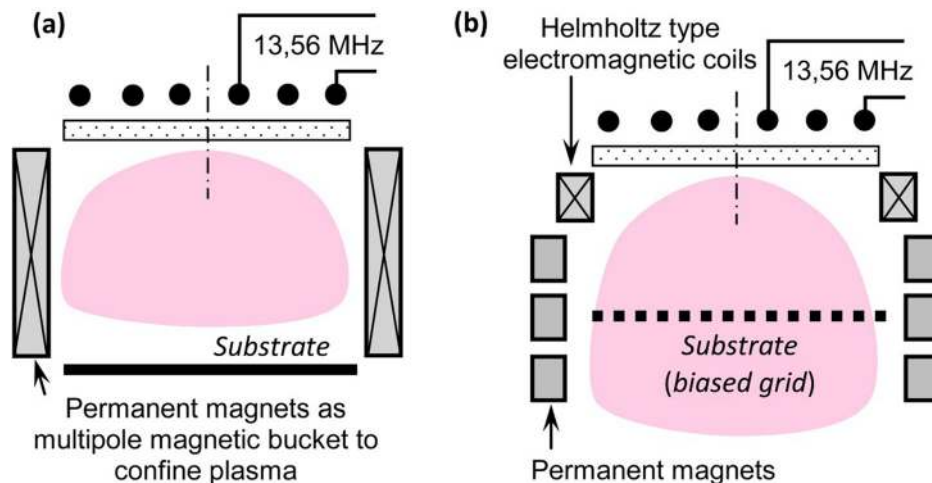 (a)
13,56 MHz
Substrate
Permanent magnets as
multipole magnetic bucket to
confine plasma
(b)
Helmholtz type
electromagnetic coils
13,56 MHz
Substrate
(biased grid)
Permanent magnets